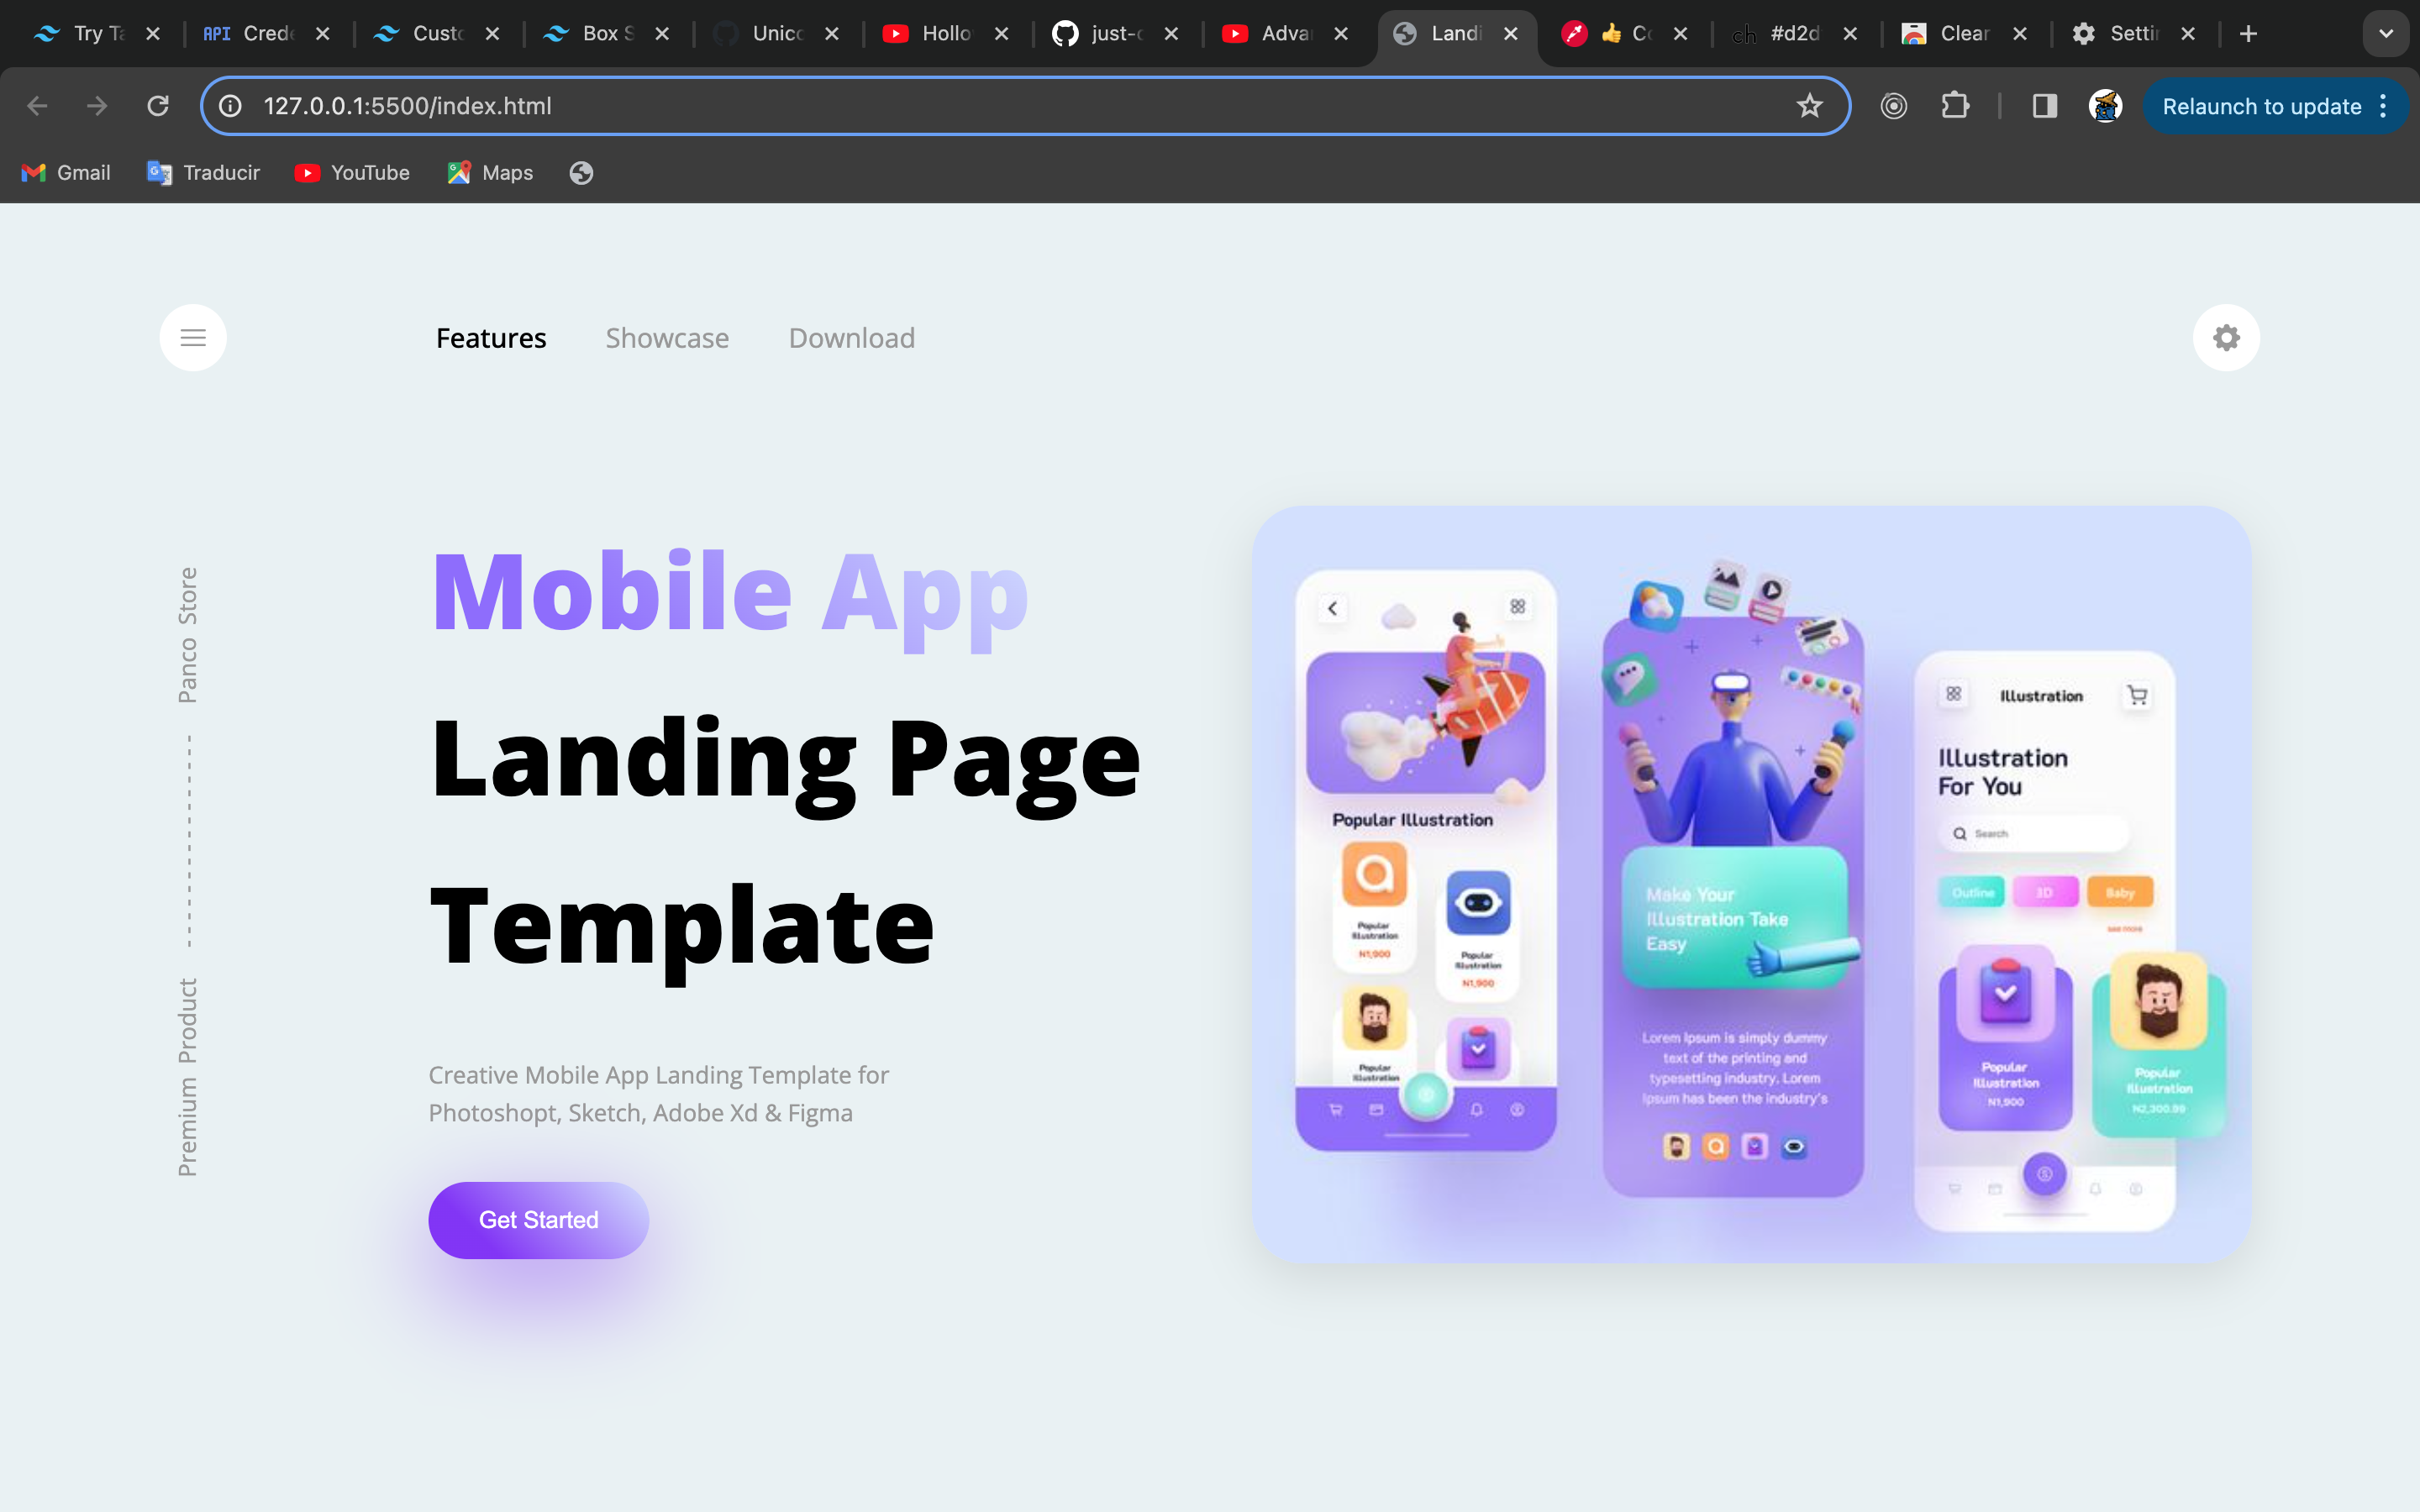 Try Ta
API Crede
Custo
Box S
Unico
Hollo
just-c
Advan
Landi
Co
ch #d2d
Clear
Settin
127.0.0.1:5500/index.html
Relaunch to update
Gmail
Traducir
YouTube
Maps
Features
Showcase
Download
Panco Store
Premium Product
Mobile App
Landing Page
Template
Creative Mobile App Landing Template for
Photoshopt, Sketch, Adobe Xd & Figma
Get Started
Popular Illustration
Popular
Illustration
N1,900
Popular
Illustration
N1,900
Popular
Illustration
Make Your
Illustration Take
Easy
Lorem Ipsum is simply dummy
text of the printing and
typesetting industry. Lorem
Ipsum has been the industry's
Illustration
Illustration
For You
Search
Outline
3D
Baby
see more
Popular
Illustration
N1,900
Popular
Illustration
N2,300.99